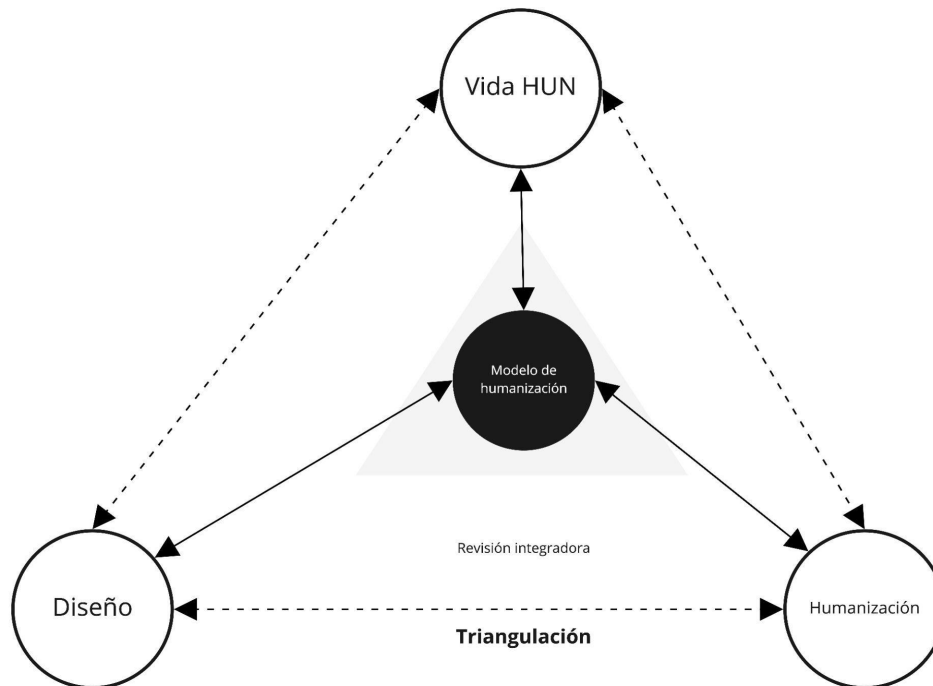 Vida HUN
Modelo de
humanización
Revisión integradora
Diseño
Humanización
Triangulación